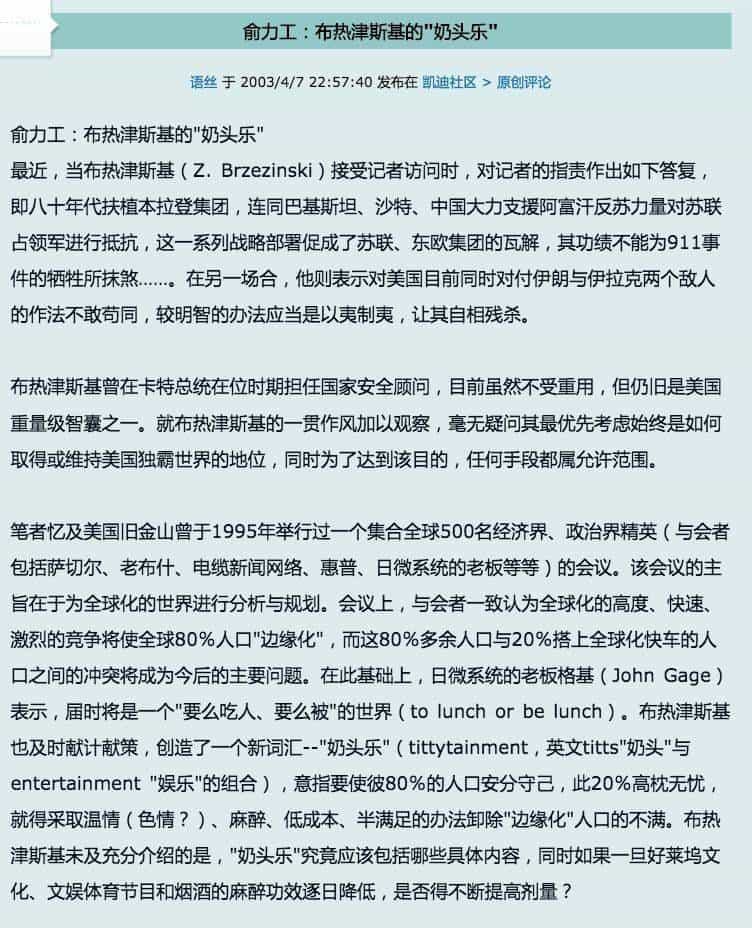 俞力工：布热津斯基的"奶头乐"
语丝 于 2003/4/7 22:57:40 发布在 凯迪社区 > 原创评论
俞力工：布热津斯基的"奶头乐"
最近，当布热津斯基（Z. Brzezinski）接受记者访问时，对记者的指责作出如下答复，
即八十年代扶植本拉登集团，连同巴基斯坦、沙特、中国大力支援阿富汗反苏力量对苏联
占领军进行抵抗，这一系列战略部署促成了苏联、东欧集团的瓦解，其功绩不能为911事
件的牺牲所抹煞......。在另一场合，他则表示对美国目前同时对付伊朗与伊拉克两个敌人
的作法不敢苟同，较明智的办法应当是以夷制夷，让其自相残杀。
布热津斯基曾在卡特总统在位时期担任国家安全顾问，目前虽然不受重用，但仍旧是美国
重量级智囊之一。就布热津斯基的一贯作风加以观察，毫无疑问其最优先考虑始终是如何
取得或维持美国独霸世界的地位，同时为了达到该目的，任何手段都属允许范围。
笔者忆及美国旧金山曾于1995年举行过一个集合全球500名经济界、政治界精英（与会者
包括萨切尔、老布什、电缆新闻网络、惠普、日微系统的老板等等）的会议。该会议的主
旨在于为全球化的世界进行分析与规划。会议上，与会者一致认为全球化的高度、快速、
激烈的竞争将使全球80%人口"边缘化"，而这80%多余人口与20%搭上全球化快车的人
口之间的冲突将成为今后的主要问题。在此基础上，日微系统的老板格基（John Gage）
表示，届时将是一个"要么吃人、要么被"的世界（to lunch or be lunch）。布热津斯基
也及时献计献策，创造了一个新词汇--"奶头乐"（tittytainment，英文titts"奶头"与
entertainment "娱乐"的组合），意指要使彼80%的人口安分守己，此20%高枕无忧，
就得采取温情（色情？）、麻醉、低成本、半满足的办法卸除"边缘化"人口的不满。布热
津斯基未及充分介绍的是，"奶头乐"究竟应该包括哪些具体内容，同时如果一旦好莱坞文
化、文娱体育节目和烟酒的麻醉功效逐日降低，是否得不断提高剂量？